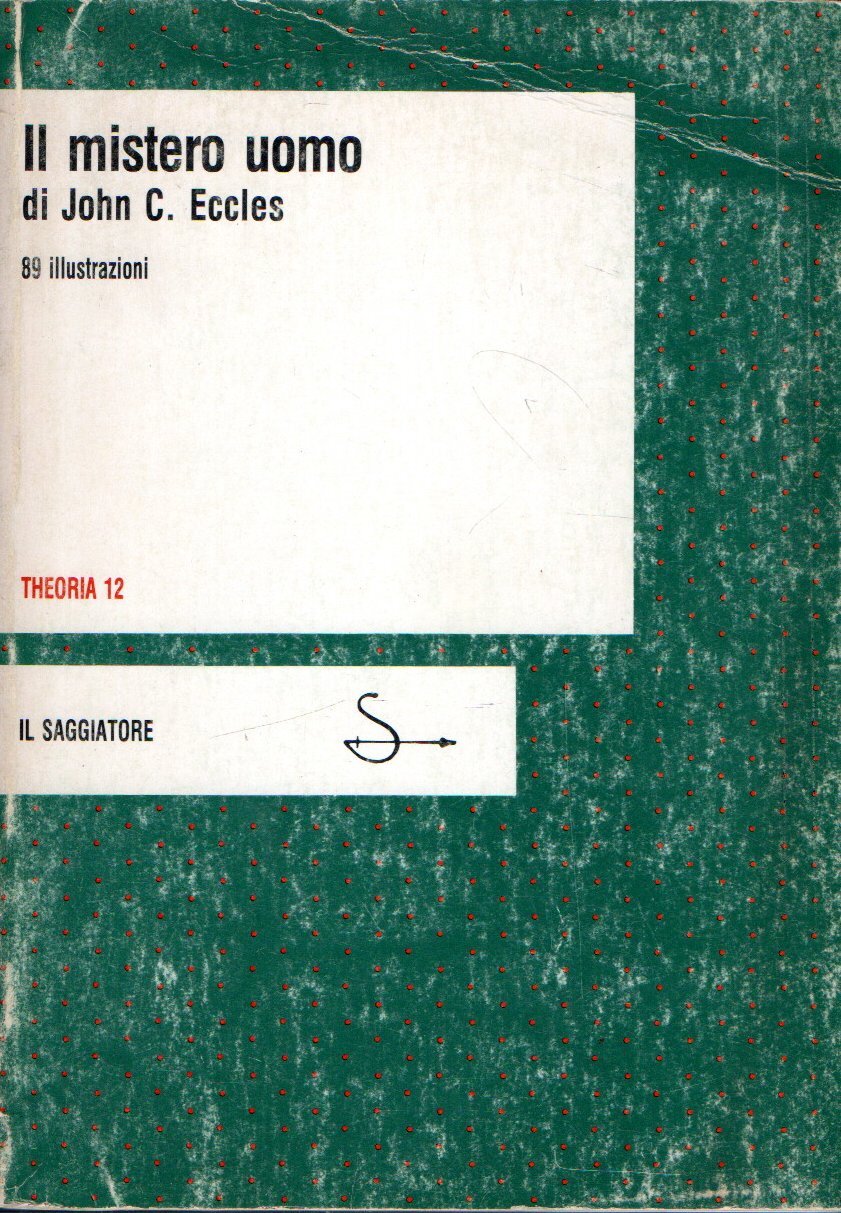 Il mistero uomo
di John C. Eccles
89 illustrazioni
THEORIA 12
IL SAGGIATORE